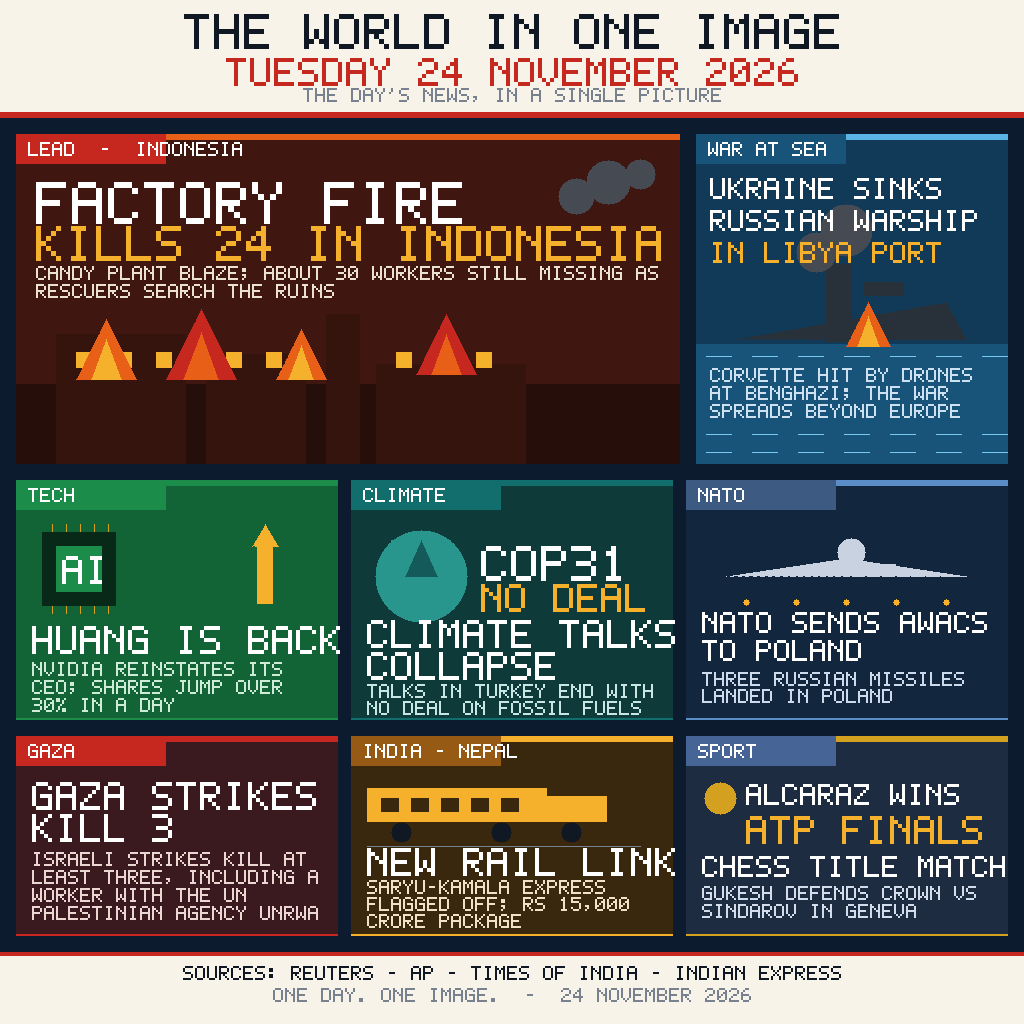 THE WORLD IN ONE IMAGE
TUESDAY 24 NOVEMBER 2026
THE DAY'S NEWS, IN A SINGLE PICTURE
LEAD - INDONESIA
FACTORY FIRE
KILLS 24 IN INDONESIA
CANDY PLANT BLAZE; ABOUT 30 WORKERS STILL MISSING AS
RESCUERS SEARCH THE RUINS
WAR AT SEA
UKRAINE SINKS
RUSSIAN WARSHIP
IN LIBYA PORT
CORVETTE HIT BY DRONES
AT BENGHAZI; THE WAR
SPREADS BEYOND EUROPE
TECH
AI
HUANG IS BACK
NVIDIA REINSTATES ITS
CEO; SHARES JUMP OVER
30% IN A DAY
CLIMATE
COP31
NO DEAL
CLIMATE TALKS
COLLAPSE
TALKS IN TURKEY END WITH
NO DEAL ON FOSSIL FUELS
NATO
NATO SENDS AWACS
TO POLAND
THREE RUSSIAN MISSILES
LANDED IN POLAND
GAZA
GAZA STRIKES
KILL 3
ISRAELI STRIKES KILL AT
LEAST THREE, INCLUDING A
WORKER WITH THE UN
PALESTINIAN AGENCY UNRWA
INDIA - NEPAL
NEW RAIL LINK
SARYU-KAMALA EXPRESS
FLAGGED OFF; RS 15,000
CRORE PACKAGE
SPORT
ALCARAZ WINS
ATP FINALS
CHESS TITLE MATCH
GUKESH DEFENDS CROWN VS
SINDAROV IN GENEVA
SOURCES: REUTERS - AP - TIMES OF INDIA - INDIAN EXPRESS
ONE DAY. ONE IMAGE. - 24 NOVEMBER 2026